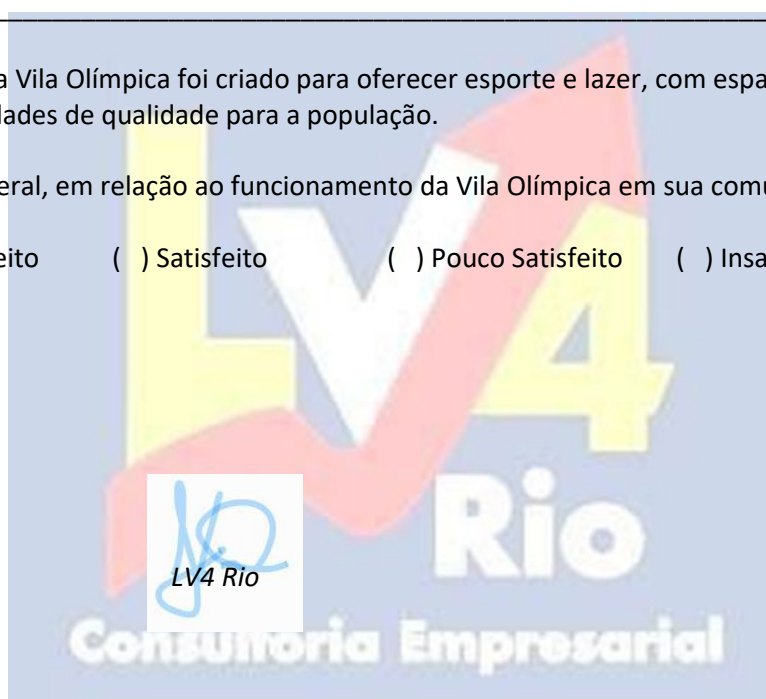 a Vila Olímpica foi criado para oferecer esporte e lazer, com espa
dades de qualidade para a população.
eral, em relação ao funcionamento da Vila Olímpica em sua comu
eito ( ) Satisfeito ( ) Pouco Satisfeito ( ) Insa
LV4
Rio
LV4 Rio
Consultoria Empresarial